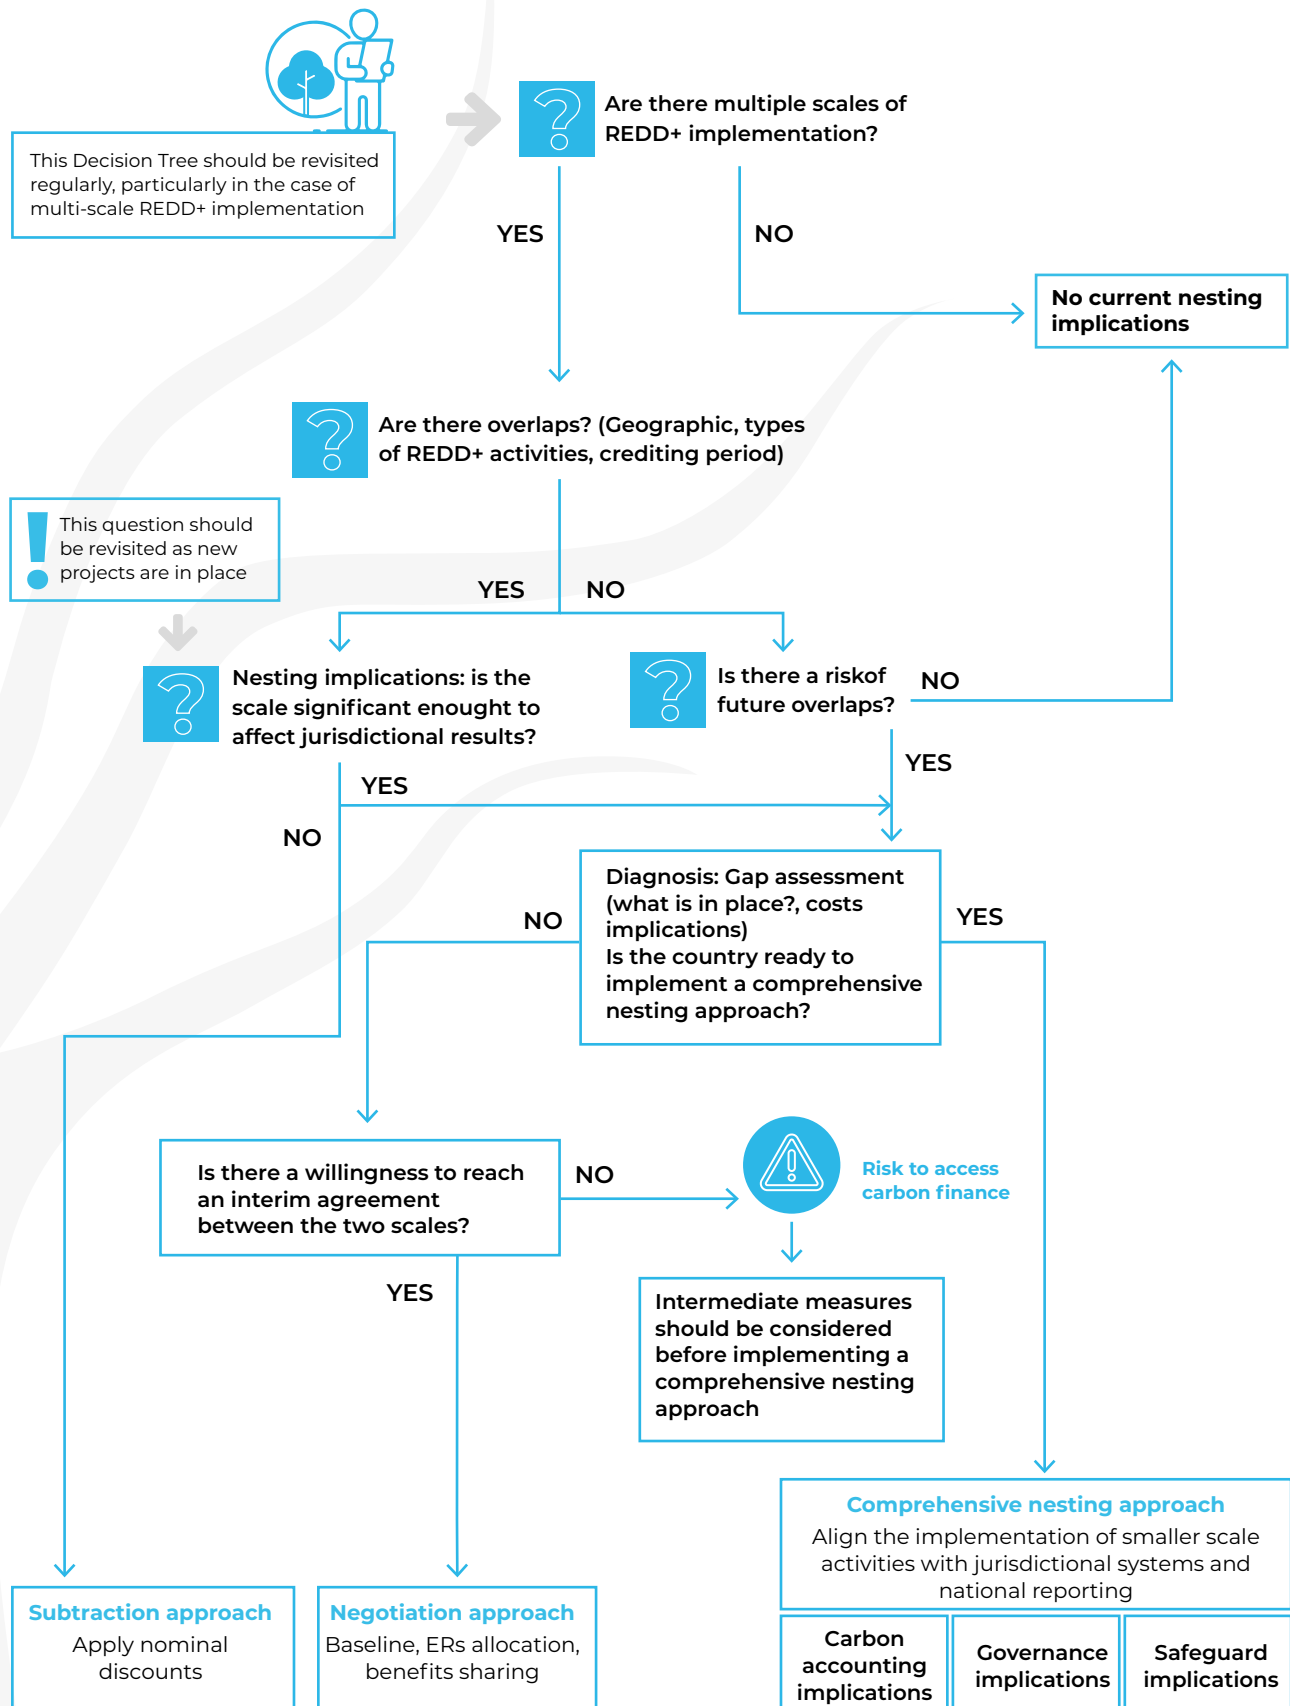 This Decision Tree should be revisited
regularly, particularly in the case of
multi-scale REDD+ implementation
Are there multiple scales of
REDD+ implementation?
YES
NO
No current nesting
implications
Are there overlaps? (Geographic, types
of REDD+ activities, crediting period)
This question should
be revisited as new
projects are in place
YES
NO
Nesting implications: is the
scale significant enought to
affect jurisdictional results?
Is there a riskof
future overlaps?
NO
YES
YES
NO
Diagnosis: Gap assessment
(what is in place?, costs
implications)
Is the country ready to
implement a comprehensive
nesting approach?
NO
YES
Is there a willingness to reach
an interim agreement
between the two scales?
NO
Risk to access
carbon finance
YES
Intermediate measures
should be considered
before implementing a
comprehensive nesting
approach
Comprehensive nesting approach
Align the implementation of smaller scale
activities with jurisdictional systems and
national reporting
Subtraction approach
Apply nominal
discounts
Negotiation approach
Baseline, ERs allocation,
benefits sharing
Carbon
accounting
implications
Governance
implications
Safeguard
implications